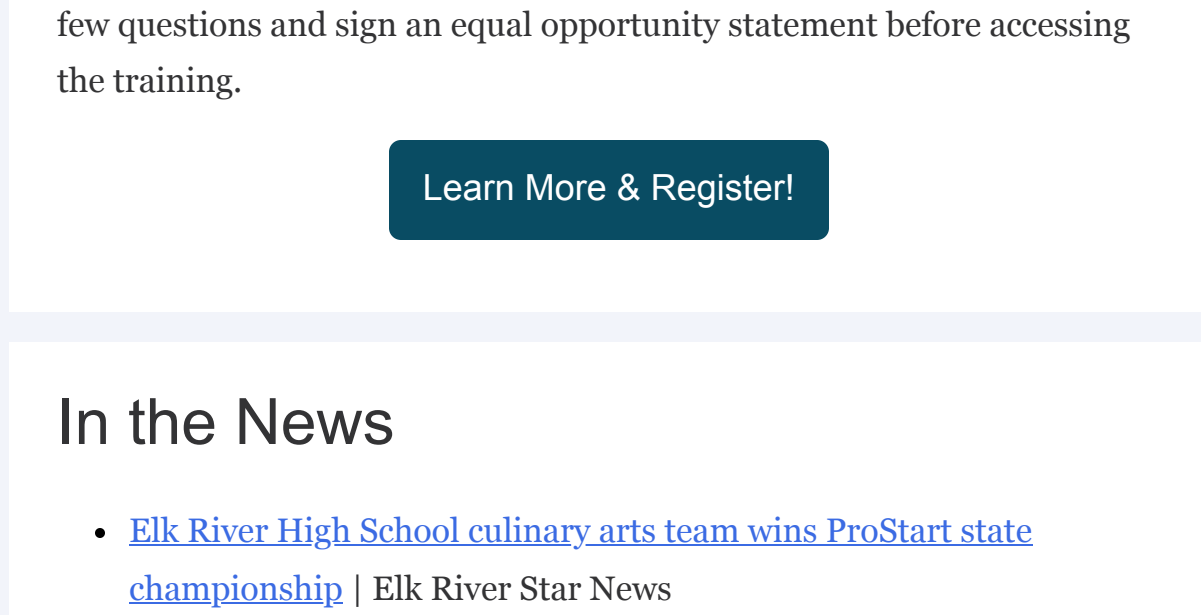 few questions and sign an equal opportunity statement before accessing
the training.
Learn More & Register!
In the News
Elk River High School culinary arts team wins ProStart state
championship | Elk River Star News